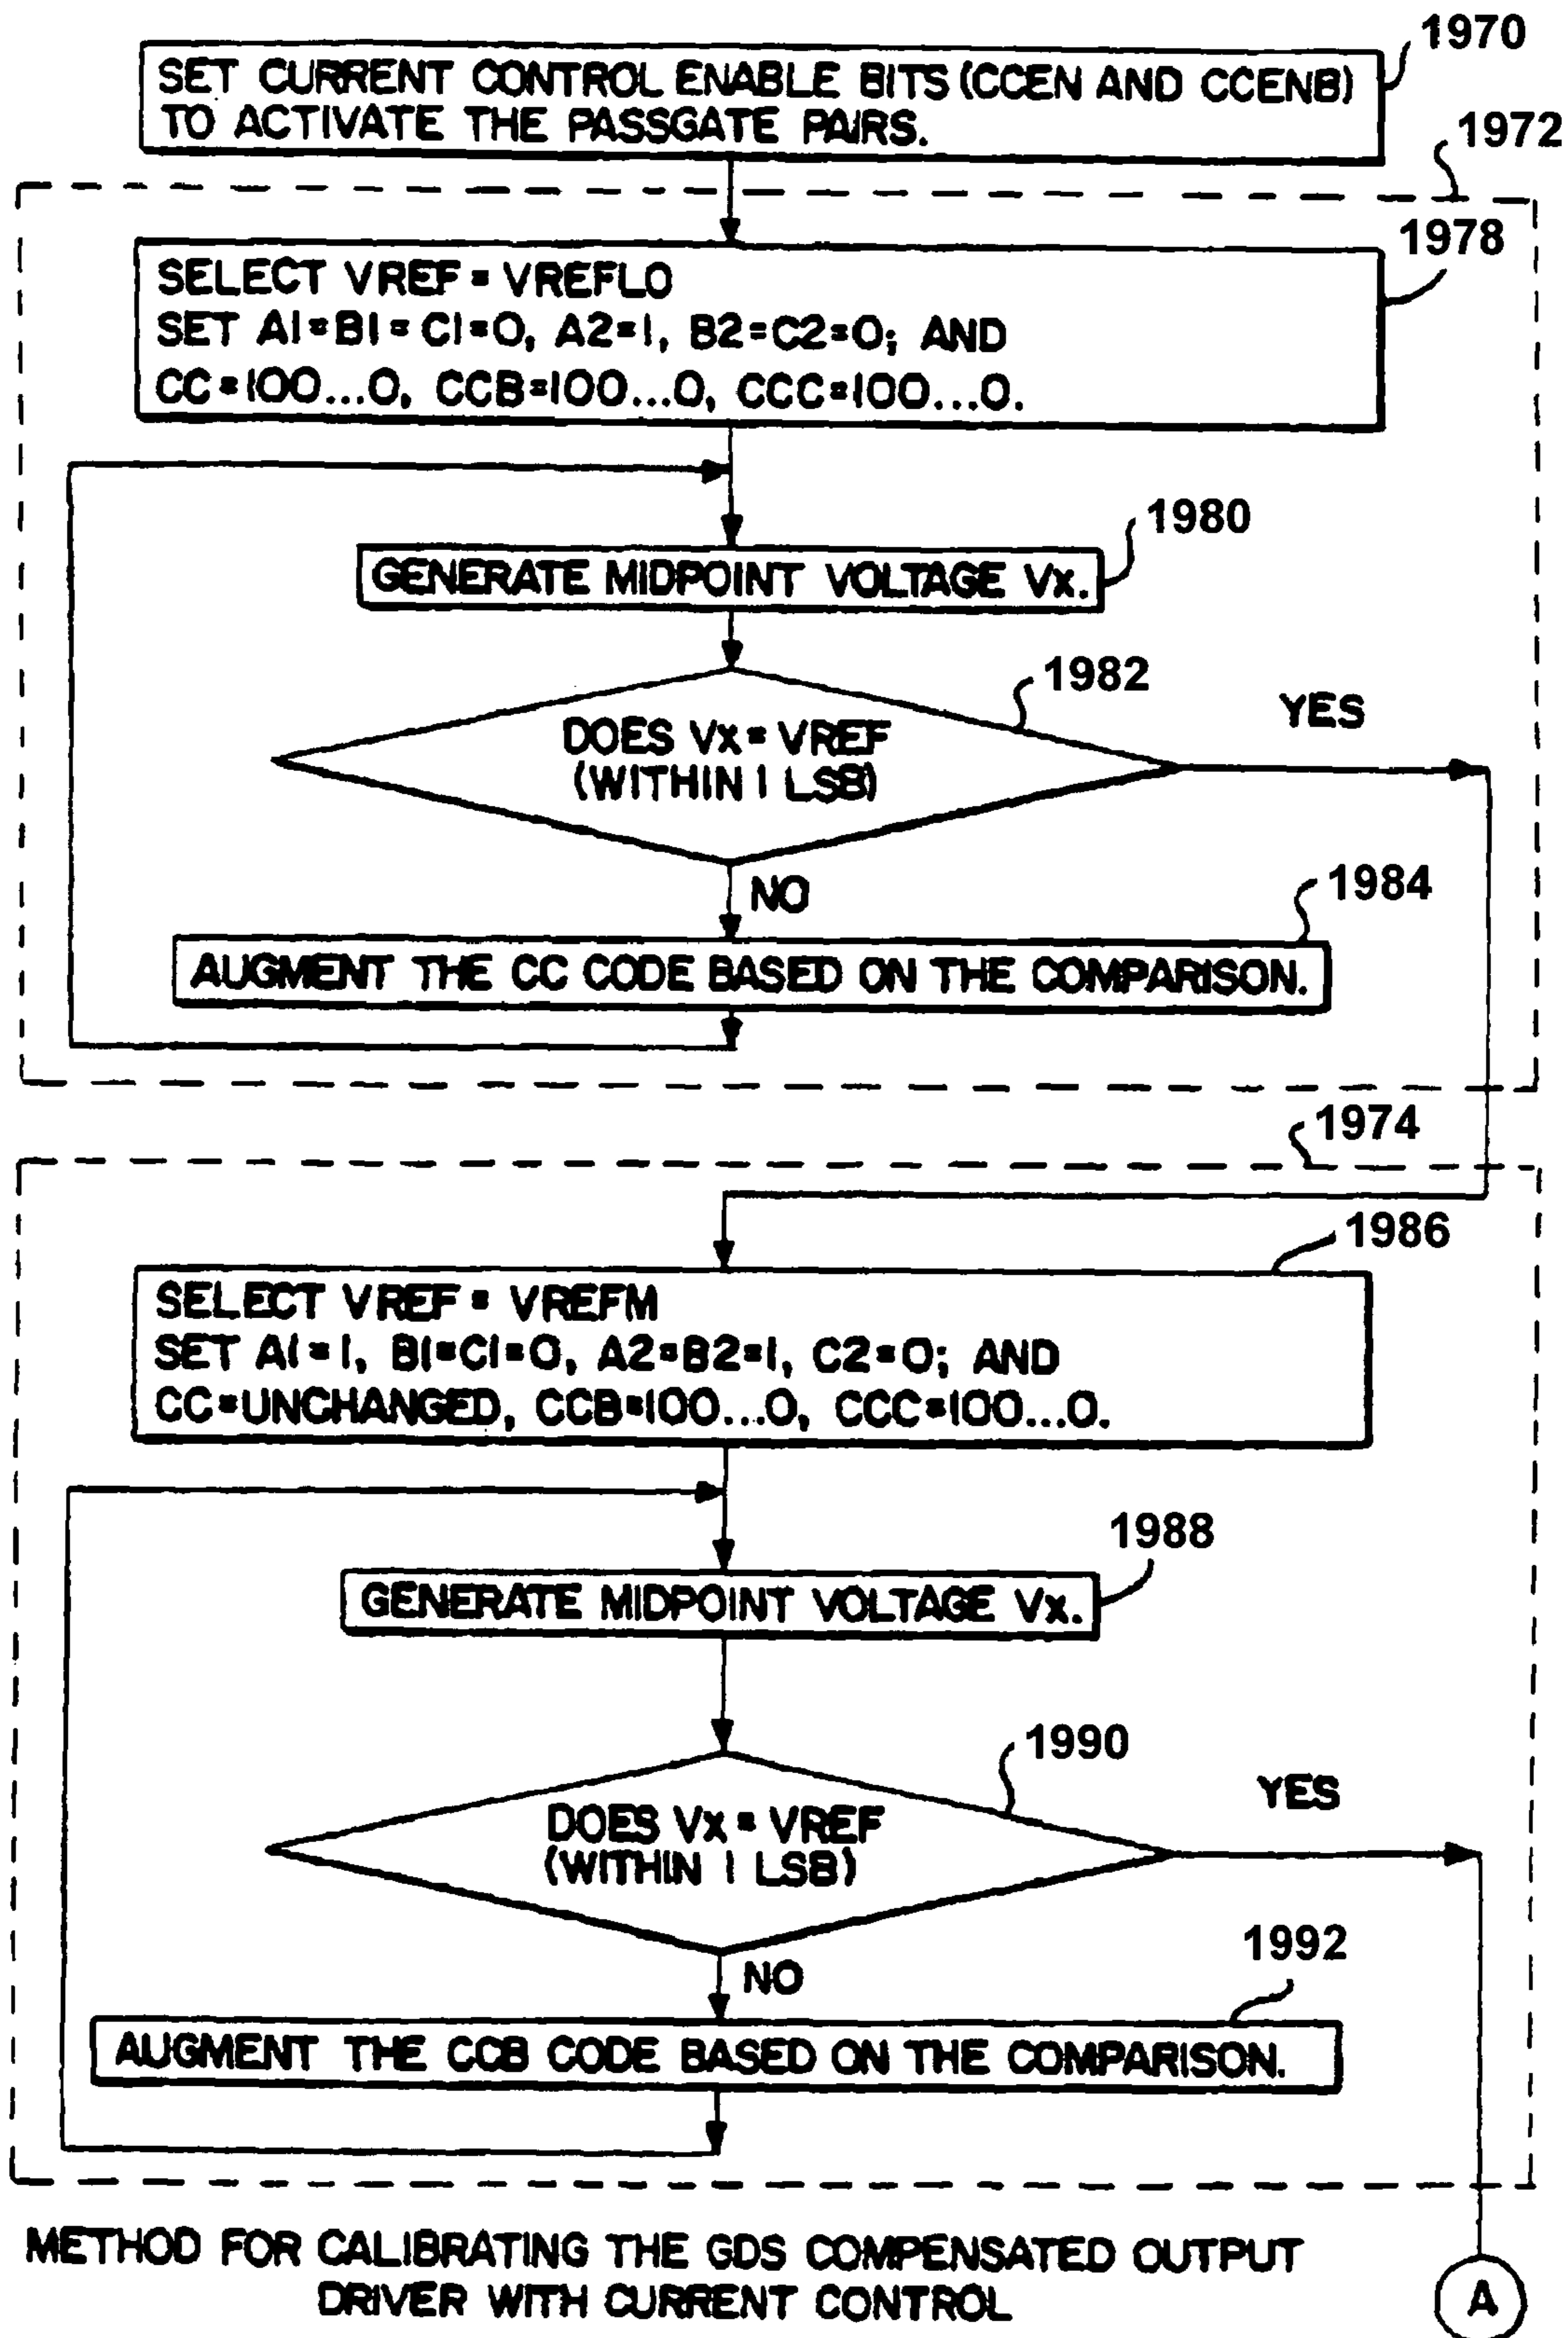 1970
SET CURRENT CONTROL ENABLE BITS (CCEN AND CCENB)
TO ACTIVATE THE PASSGATE PAIRS.
1972
1978
SELECT VREF = VREFLO
SET A1=B1=C1=0, A2=1, B2=C2=0; AND
CC=100...0, CCB=100...0, CCC=100...0.
1980
GENERATE MIDPOINT VOLTAGE Vx.
1982
YES
DOES Vx = VREF
(WITHIN 1 LSB)
NO
1984
AUGMENT THE CC CODE BASED ON THE COMPARISON.
1974
1986
SELECT VREF = VREFM
SET A1=1, B1=C1=0, A2=B2=1, C2=0; AND
CC=UNCHANGED, CCB=100...0, CCC=100...0.
1988
GENERATE MIDPOINT VOLTAGE Vx.
1990
YES
DOES Vx = VREF
(WITHIN 1 LSB)
1992
NO
AUGMENT THE CCB CODE BASED ON THE COMPARISON.
METHOD FOR CALIBRATING THE GDS COMPENSATED OUTPUT
DRIVER WITH CURRENT CONTROL
A